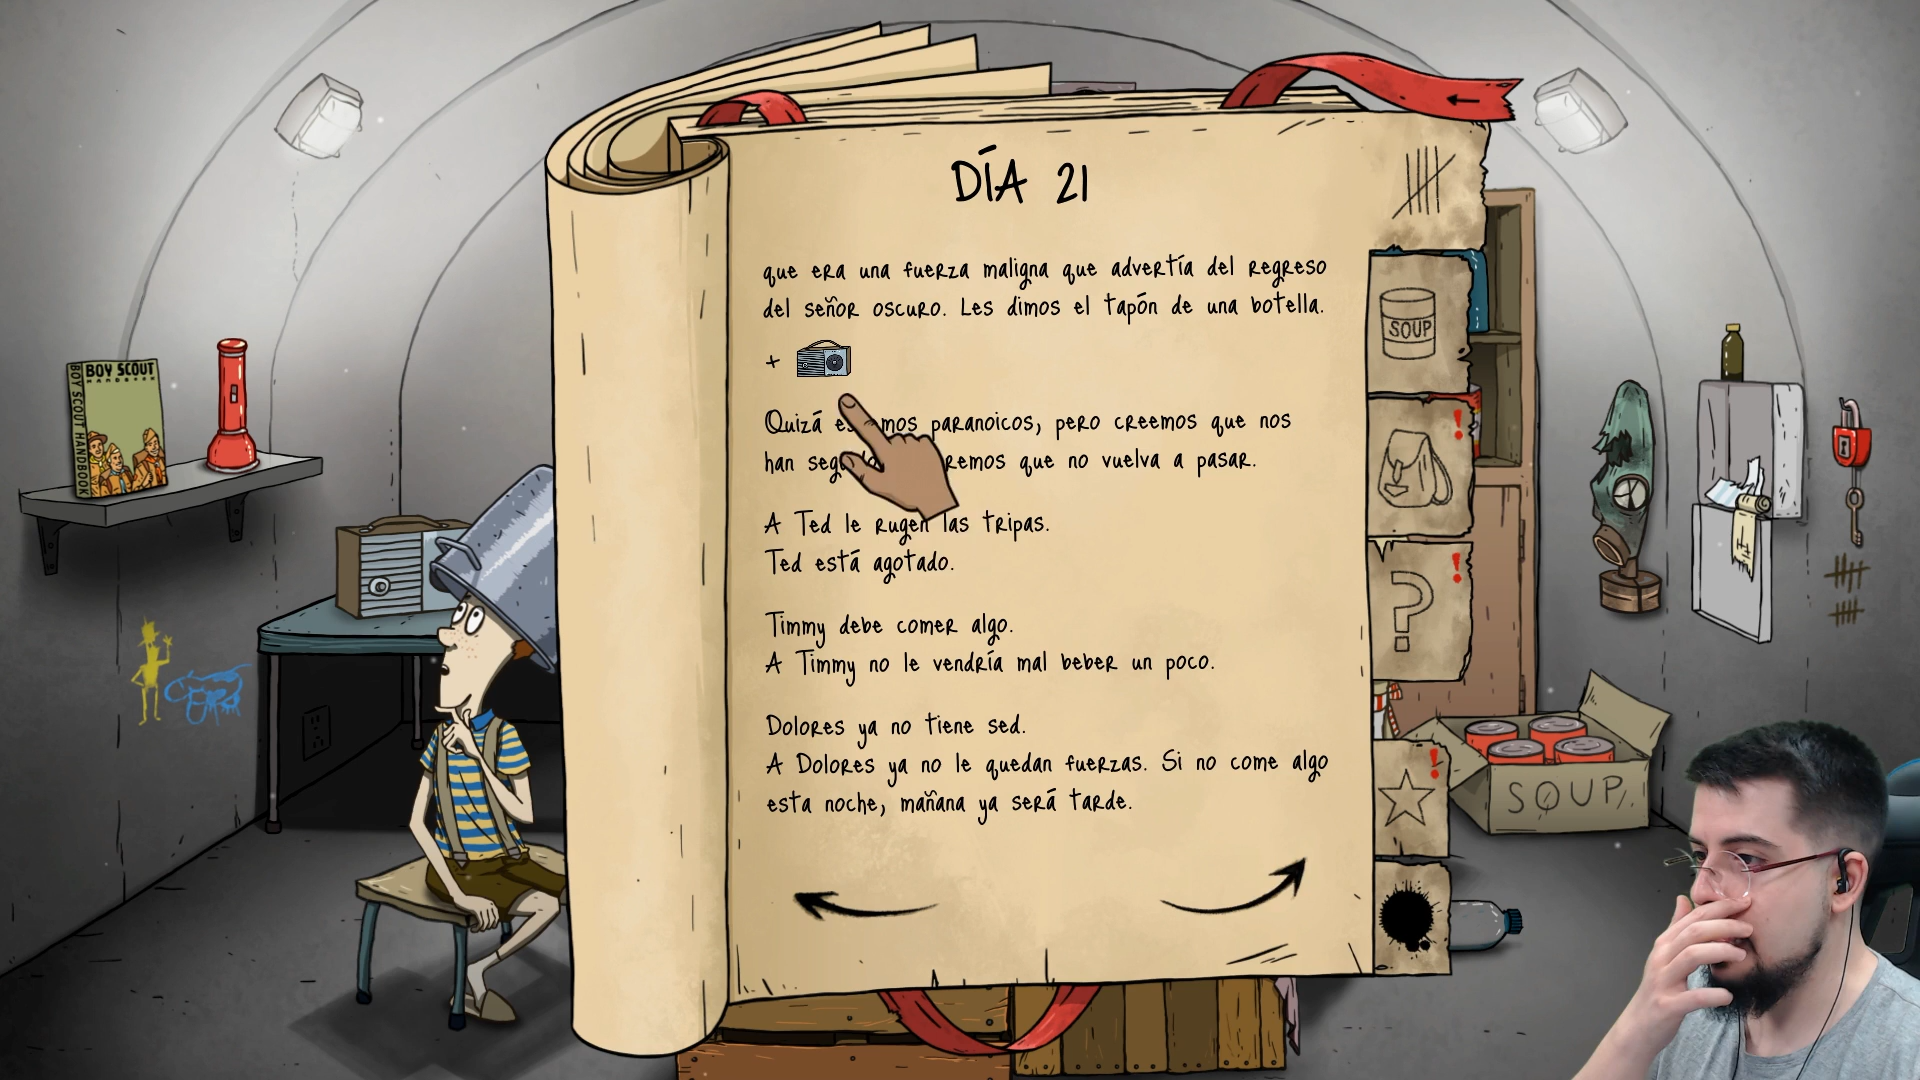 DÍA 21
que era una fuerza maligna que advertía del regreso
del señor oscuro. Les dimos el tapón de una botella.
+
Quizá mos paranoicos, pero creemos que nos
han que no vuelva a pasar.
A Ted le rugen las tripas.
Ted está agotado.
Timmy debe comer algo.
A Timmy no le vendría mal beber un poco.
Dolores ya no tiene sed.
A Dolores ya no le quedan fuerzas. Si no come algo
esta noche, mañana ya será tarde.
SOUP
!
!
?
!
BOY SCOUT
HANDBOOK
BOY SCOUT HANDBOOK
SOUP